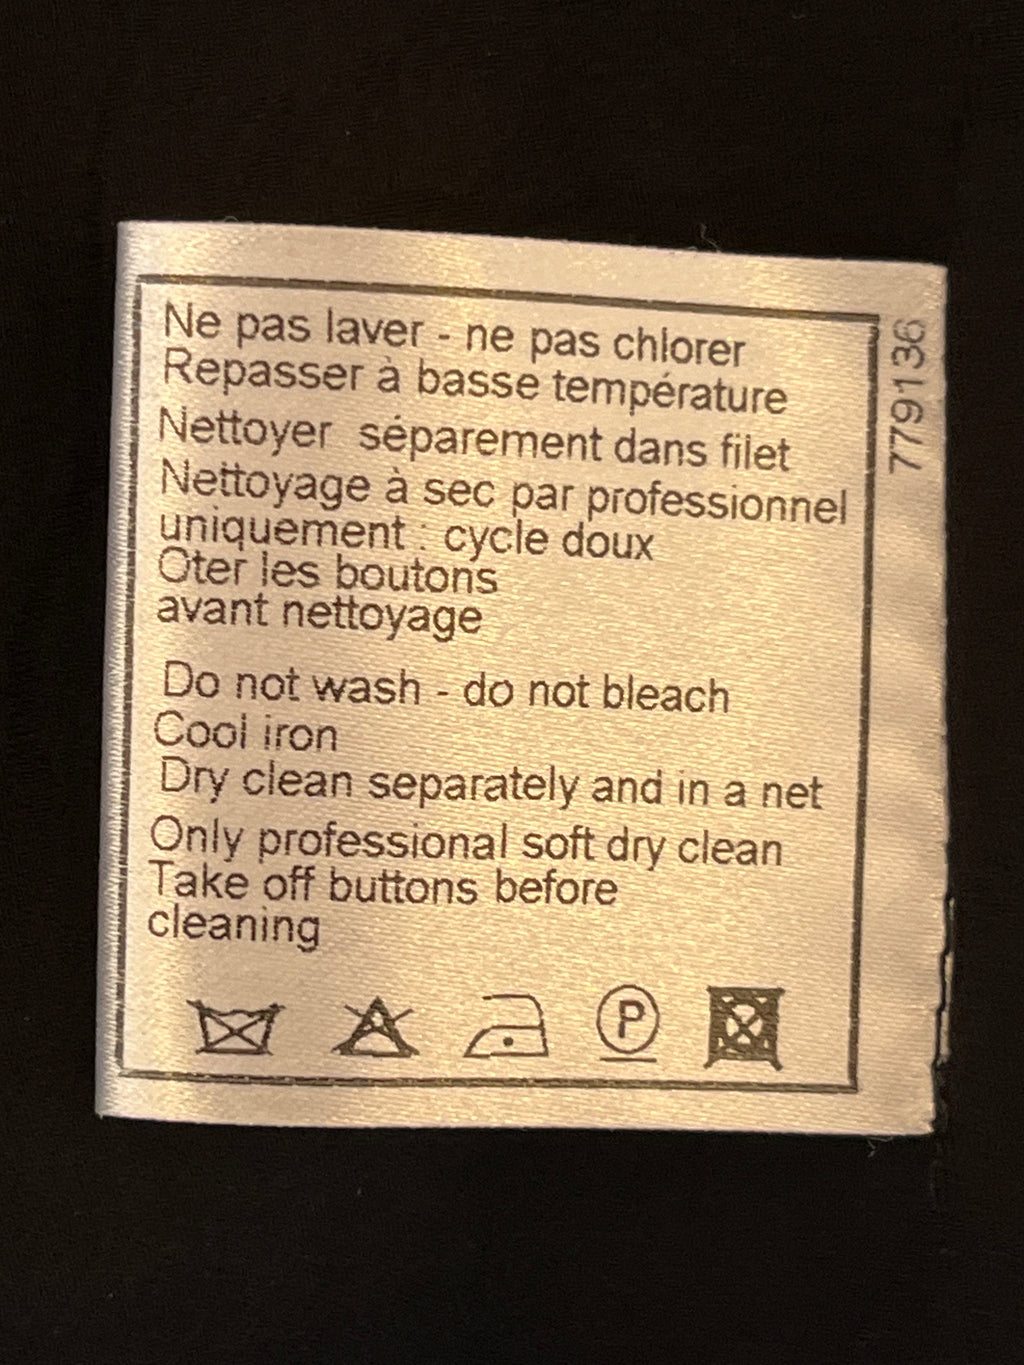 Ne pas laver - ne pas chlorer
Repasser à basse température
Nettoyer séparement dans filet
Nettoyage à sec par professionnel
uniquement : cycle doux
Oter les boutons
avant nettoyage
Do not wash - do not bleach
Cool iron
Dry clean separately and in a net
Only professional soft dry clean
Take off buttons before
cleaning
P
779136